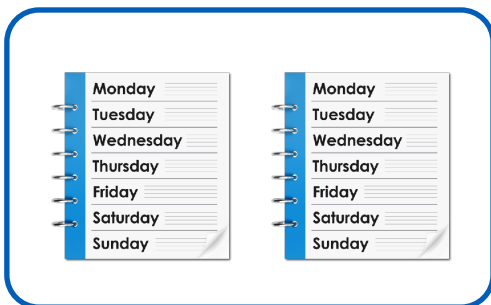 Monday
Tuesday
Wednesday
Thursday
Friday
Saturday
Sunday
Monday
Tuesday
Wednesday
Thursday
Friday
Saturday
Sunday